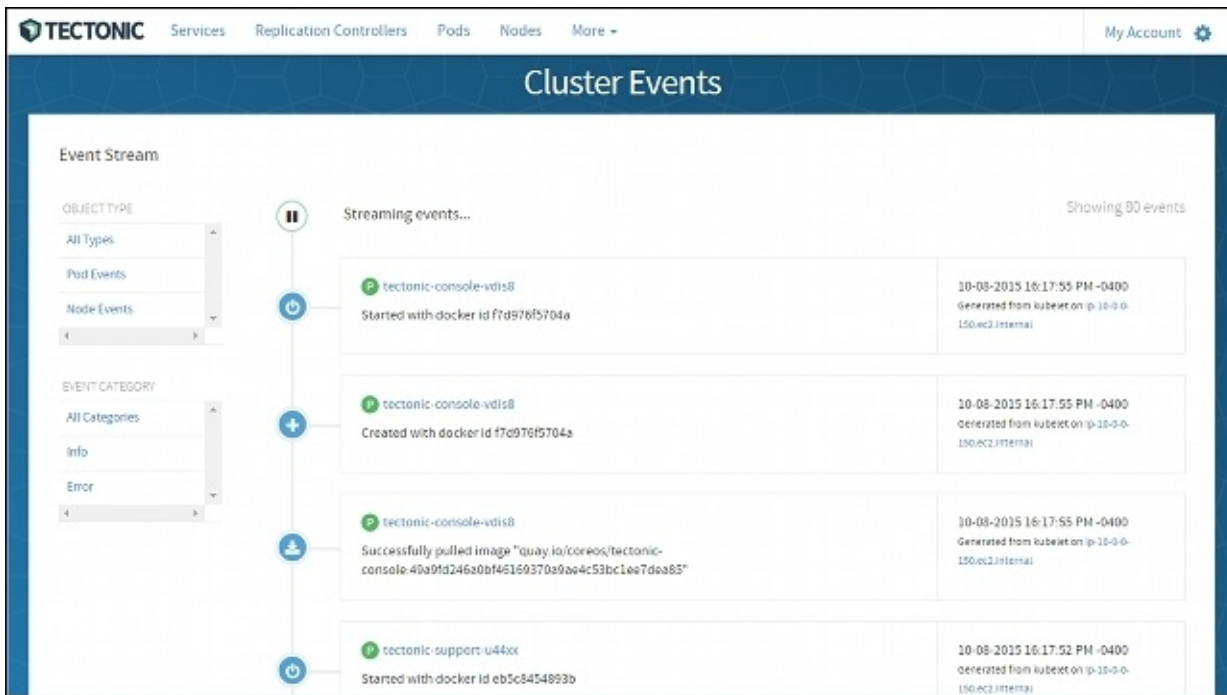 TECTONIC Services Replication Controllers Pods Nodes More My Account
Cluster Events
Event Stream
OBJECT TYPE
All Types
Pod Events
Node Events
EVENT CATEGORY
All Categories
Info
Error
Streaming events...
Showing 80 events
P tectonic-console-vdis8
Started with docker id f7d976f5704a
10-08-2015 16:17:55 PM -0400
Generated from kubelet on ip-10-0-0-
150.ec2.internal
P tectonic-console-vdis8
Created with docker id f7d976f5704a
10-08-2015 16:17:55 PM -0400
Generated from kubelet on ip-10-0-0-
150.ec2.internal
P tectonic-console-vdis8
Successfully pulled image "quay.io/coreos/tectonic-
console:49a9fd246a0bf46169370a9ae4c53bc1ee7dea85"
10-08-2015 16:17:55 PM -0400
Generated from kubelet on ip-10-0-0-
150.ec2.internal
P tectonic-support-u44xx
Started with docker id eb5c8454893b
10-08-2015 16:17:52 PM -0400
Generated from kubelet on ip-10-0-0-
150.ec2.internal